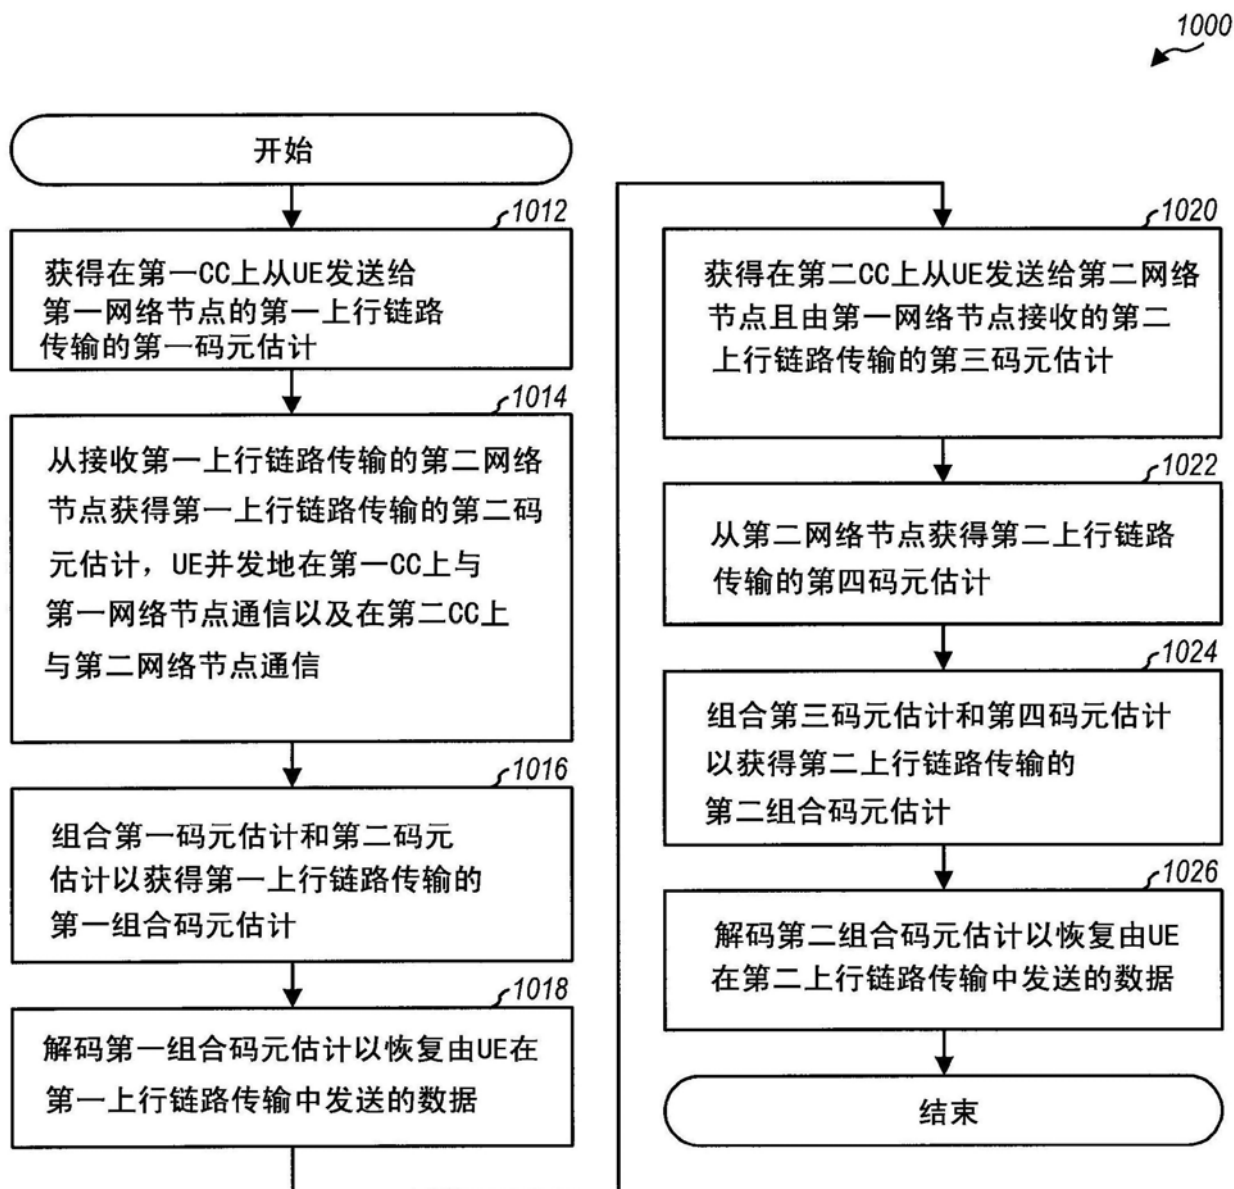 1000
开始
1012
获得在第一CC上从UE发送给
第一网络节点的第一上行链路
传输的第一码元估计
1014
从接收第一上行链路传输的第二网络
节点获得第一上行链路传输的第二码
元估计，UE并发地在第一CC上与
第一网络节点通信以及在第二CC上
与第二网络节点通信
1016
组合第一码元估计和第二码元
估计以获得第一上行链路传输的
第一组合码元估计
1018
解码第一组合码元估计以恢复由UE在
第一上行链路传输中发送的数据
1020
获得在第二CC上从UE发送给第二网络
节点且由第一网络节点接收的第二
上行链路传输的第三码元估计
1022
从第二网络节点获得第二上行链路
传输的第四码元估计
1024
组合第三码元估计和第四码元估计
以获得第二上行链路传输的
第二组合码元估计
1026
解码第二组合码元估计以恢复由UE
在第二上行链路传输中发送的数据
结束